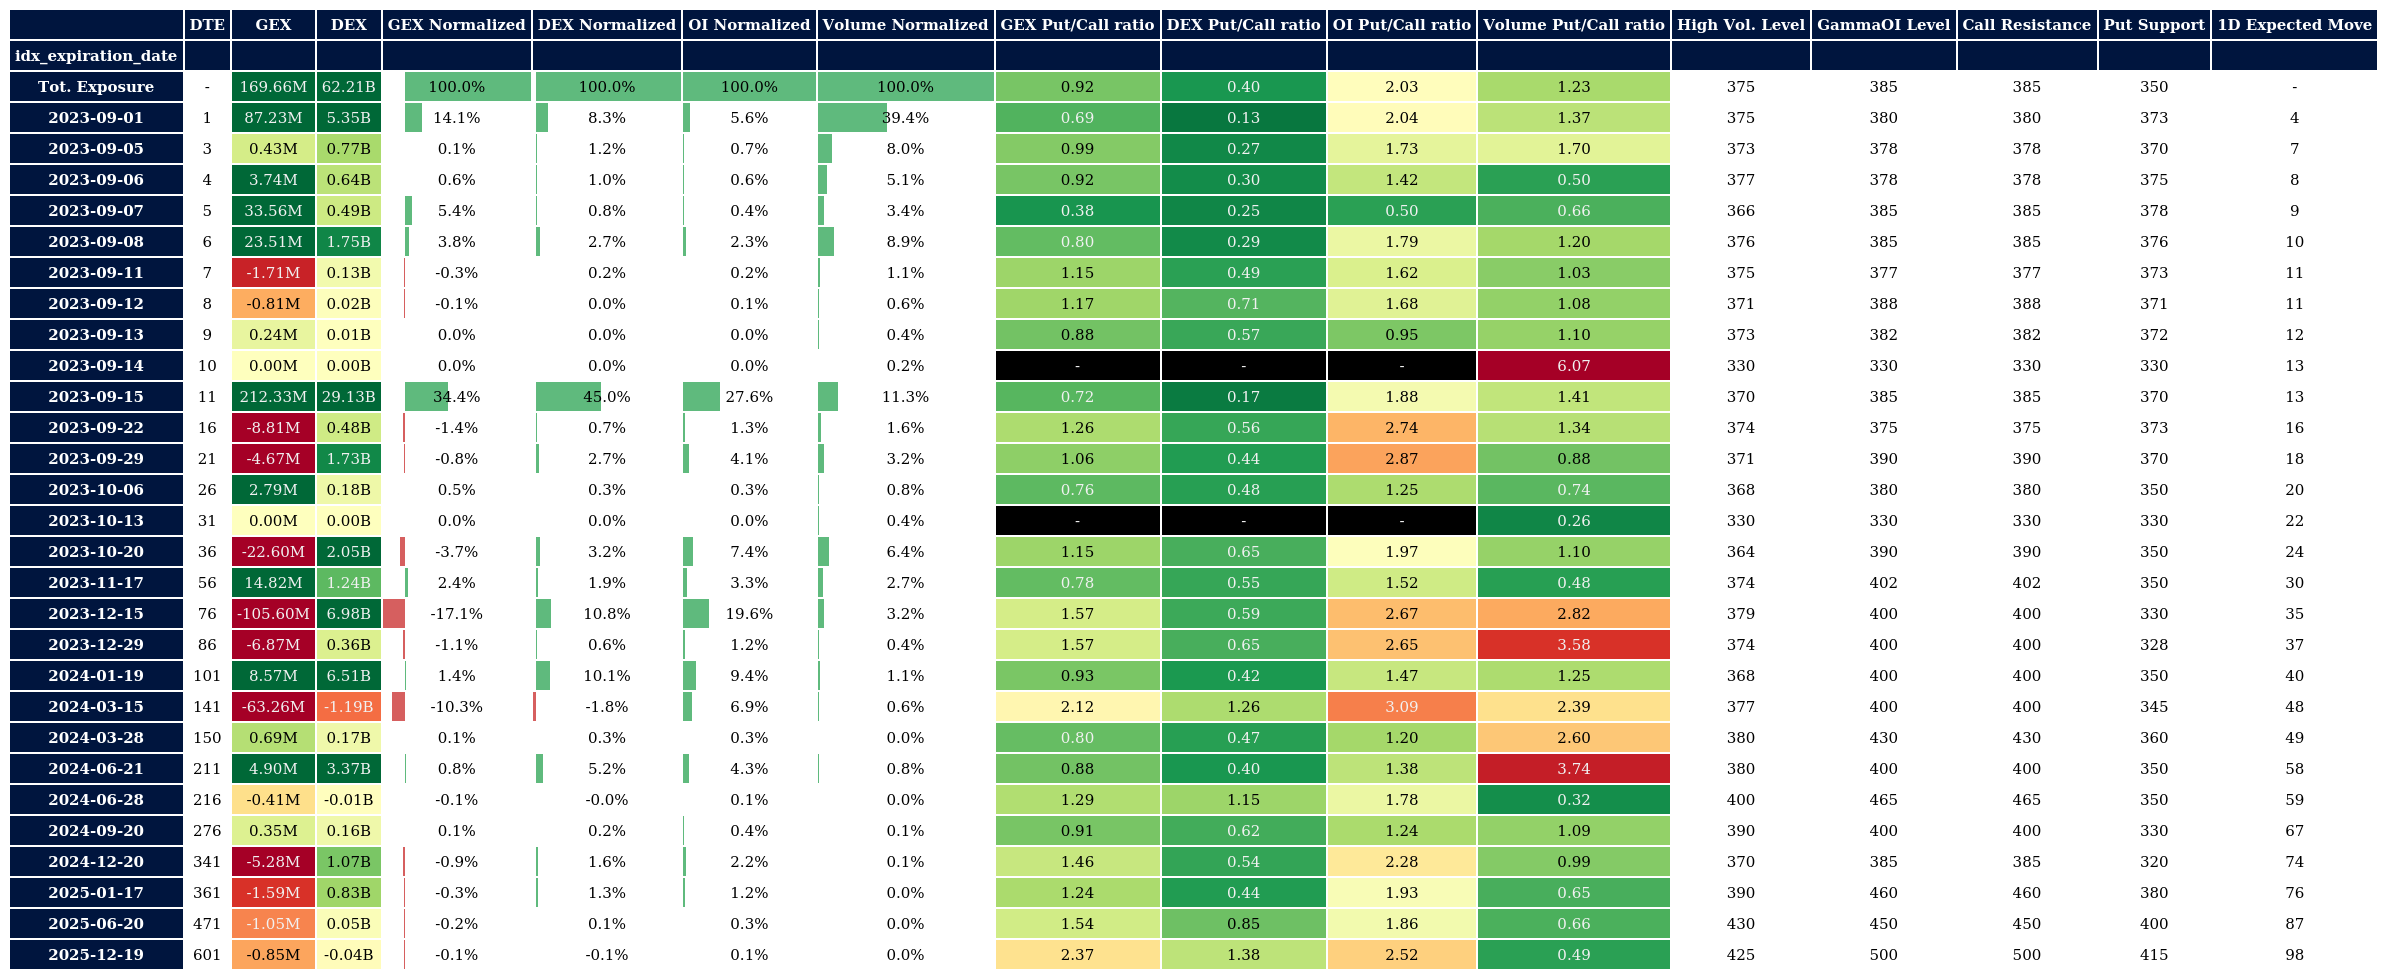 DTE GEX DEX GEX Normalized DEX Normalized OI Normalized Volume Normalized GEX Put/Call ratio DEX Put/Call ratio OI Put/Call ratio Volume Put/Call ratio High Vol. Level GammaOI Level Call Resistance Put Support 1D Expected Move
idx_expiration_date
Tot. Exposure - 169.66M 62.21B 100.0% 100.0% 100.0% 100.0% 0.92 0.40 2.03 1.23 375 385 385 350 -
2023-09-01 1 87.23M 5.35B 14.1% 8.3% 5.6% 39.4% 0.69 0.13 2.04 1.37 375 380 380 373 4
2023-09-05 3 0.43M 0.77B 0.1% 1.2% 0.7% 8.0% 0.99 0.27 1.73 1.70 373 378 378 370 7
2023-09-06 4 3.74M 0.64B 0.6% 1.0% 0.6% 5.1% 0.92 0.30 1.42 0.50 377 378 378 375 8
2023-09-07 5 33.56M 0.49B 5.4% 0.8% 0.4% 3.4% 0.38 0.25 0.50 0.66 366 385 385 378 9
2023-09-08 6 23.51M 1.75B 3.8% 2.7% 2.3% 8.9% 0.80 0.29 1.79 1.20 376 385 385 376 10
2023-09-11 7 -1.71M 0.13B -0.3% 0.2% 0.2% 1.1% 1.15 0.49 1.62 1.03 375 377 377 373 11
2023-09-12 8 -0.81M 0.02B -0.1% 0.0% 0.1% 0.6% 1.17 0.71 1.68 1.08 371 388 388 371 11
2023-09-13 9 0.24M 0.01B 0.0% 0.0% 0.0% 0.4% 0.88 0.57 0.95 1.10 373 382 382 372 12
2023-09-14 10 0.00M 0.00B 0.0% 0.0% 0.0% 0.2% - - - 6.07 330 330 330 330 13
2023-09-15 11 212.33M 29.13B 34.4% 45.0% 27.6% 11.3% 0.72 0.17 1.88 1.41 370 385 385 370 13
2023-09-22 16 -8.81M 0.48B -1.4% 0.7% 1.3% 1.6% 1.26 0.56 2.74 1.34 374 375 375 373 16
2023-09-29 21 -4.67M 1.73B -0.8% 2.7% 4.1% 3.2% 1.06 0.44 2.87 0.88 371 390 390 370 18
2023-10-06 26 2.79M 0.18B 0.5% 0.3% 0.3% 0.8% 0.76 0.48 1.25 0.74 368 380 380 350 20
2023-10-13 31 0.00M 0.00B 0.0% 0.0% 0.0% 0.4% - - - 0.26 330 330 330 330 22
2023-10-20 36 -22.60M 2.05B -3.7% 3.2% 7.4% 6.4% 1.15 0.65 1.97 1.10 364 390 390 350 24
2023-11-17 56 14.82M 1.24B 2.4% 1.9% 3.3% 2.7% 0.78 0.55 1.52 0.48 374 402 402 350 30
2023-12-15 76 -105.60M 6.98B -17.1% 10.8% 19.6% 3.2% 1.57 0.59 2.67 2.82 379 400 400 330 35
2023-12-29 86 -6.87M 0.36B -1.1% 0.6% 1.2% 0.4% 1.57 0.65 2.65 3.58 374 400 400 328 37
2024-01-19 101 8.57M 6.51B 1.4% 10.1% 9.4% 1.1% 0.93 0.42 1.47 1.25 368 400 400 350 40
2024-03-15 141 -63.26M -1.19B -10.3% -1.8% 6.9% 0.6% 2.12 1.26 3.09 2.39 377 400 400 345 48
2024-03-28 150 0.69M 0.17B 0.1% 0.3% 0.3% 0.0% 0.80 0.47 1.20 2.60 380 430 430 360 49
2024-06-21 211 4.90M 3.37B 0.8% 5.2% 4.3% 0.8% 0.88 0.40 1.38 3.74 380 400 400 350 58
2024-06-28 216 -0.41M -0.01B -0.1% -0.0% 0.1% 0.0% 1.29 1.15 1.78 0.32 400 465 465 350 59
2024-09-20 276 0.35M 0.16B 0.1% 0.2% 0.4% 0.1% 0.91 0.62 1.24 1.09 390 400 400 330 67
2024-12-20 341 -5.28M 1.07B -0.9% 1.6% 2.2% 0.1% 1.46 0.54 2.28 0.99 370 385 385 320 74
2025-01-17 361 -1.59M 0.83B -0.3% 1.3% 1.2% 0.0% 1.24 0.44 1.93 0.65 390 460 460 380 76
2025-06-20 471 -1.05M 0.05B -0.2% 0.1% 0.3% 0.0% 1.54 0.85 1.86 0.66 430 450 450 400 87
2025-12-19 601 -0.85M -0.04B -0.1% -0.1% 0.1% 0.0% 2.37 1.38 2.52 0.49 425 500 500 415 98